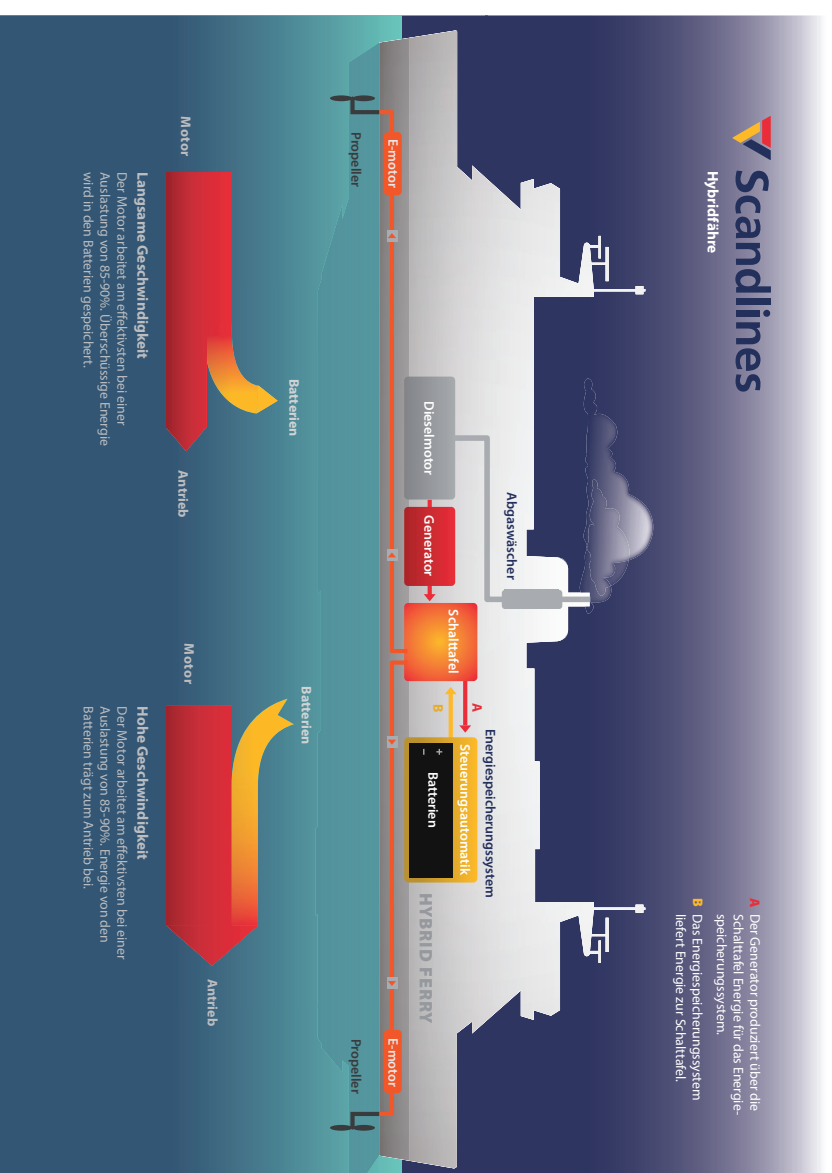 Scandlines
Hybridfähre
A Der Generator produziert über die
Schalttafel Energie für das Energie-
speicherungssystem.
B Das Energiespeicherungssystem
liefert Energie zur Schalttafel.
Abgaswäscher
Energiespeicherungssystem
Dieselmotor
Generator
Schalttafel
A
B
Steuerungsautomatik
+
−
Batterien
HYBRID FERRY
E-motor
E-motor
Propeller
Propeller
Batterien
Motor
Antrieb
Langsame Geschwindigkeit
Der Motor arbeitet am effektivsten bei einer
Auslastung von 85-90%. Überschüssige Energie
wird in den Batterien gespeichert.
Batterien
Motor
Antrieb
Hohe Geschwindigkeit
Der Motor arbeitet am effektivsten bei einer
Auslastung von 85-90%. Energie von den
Batterien trägt zum Antrieb bei.